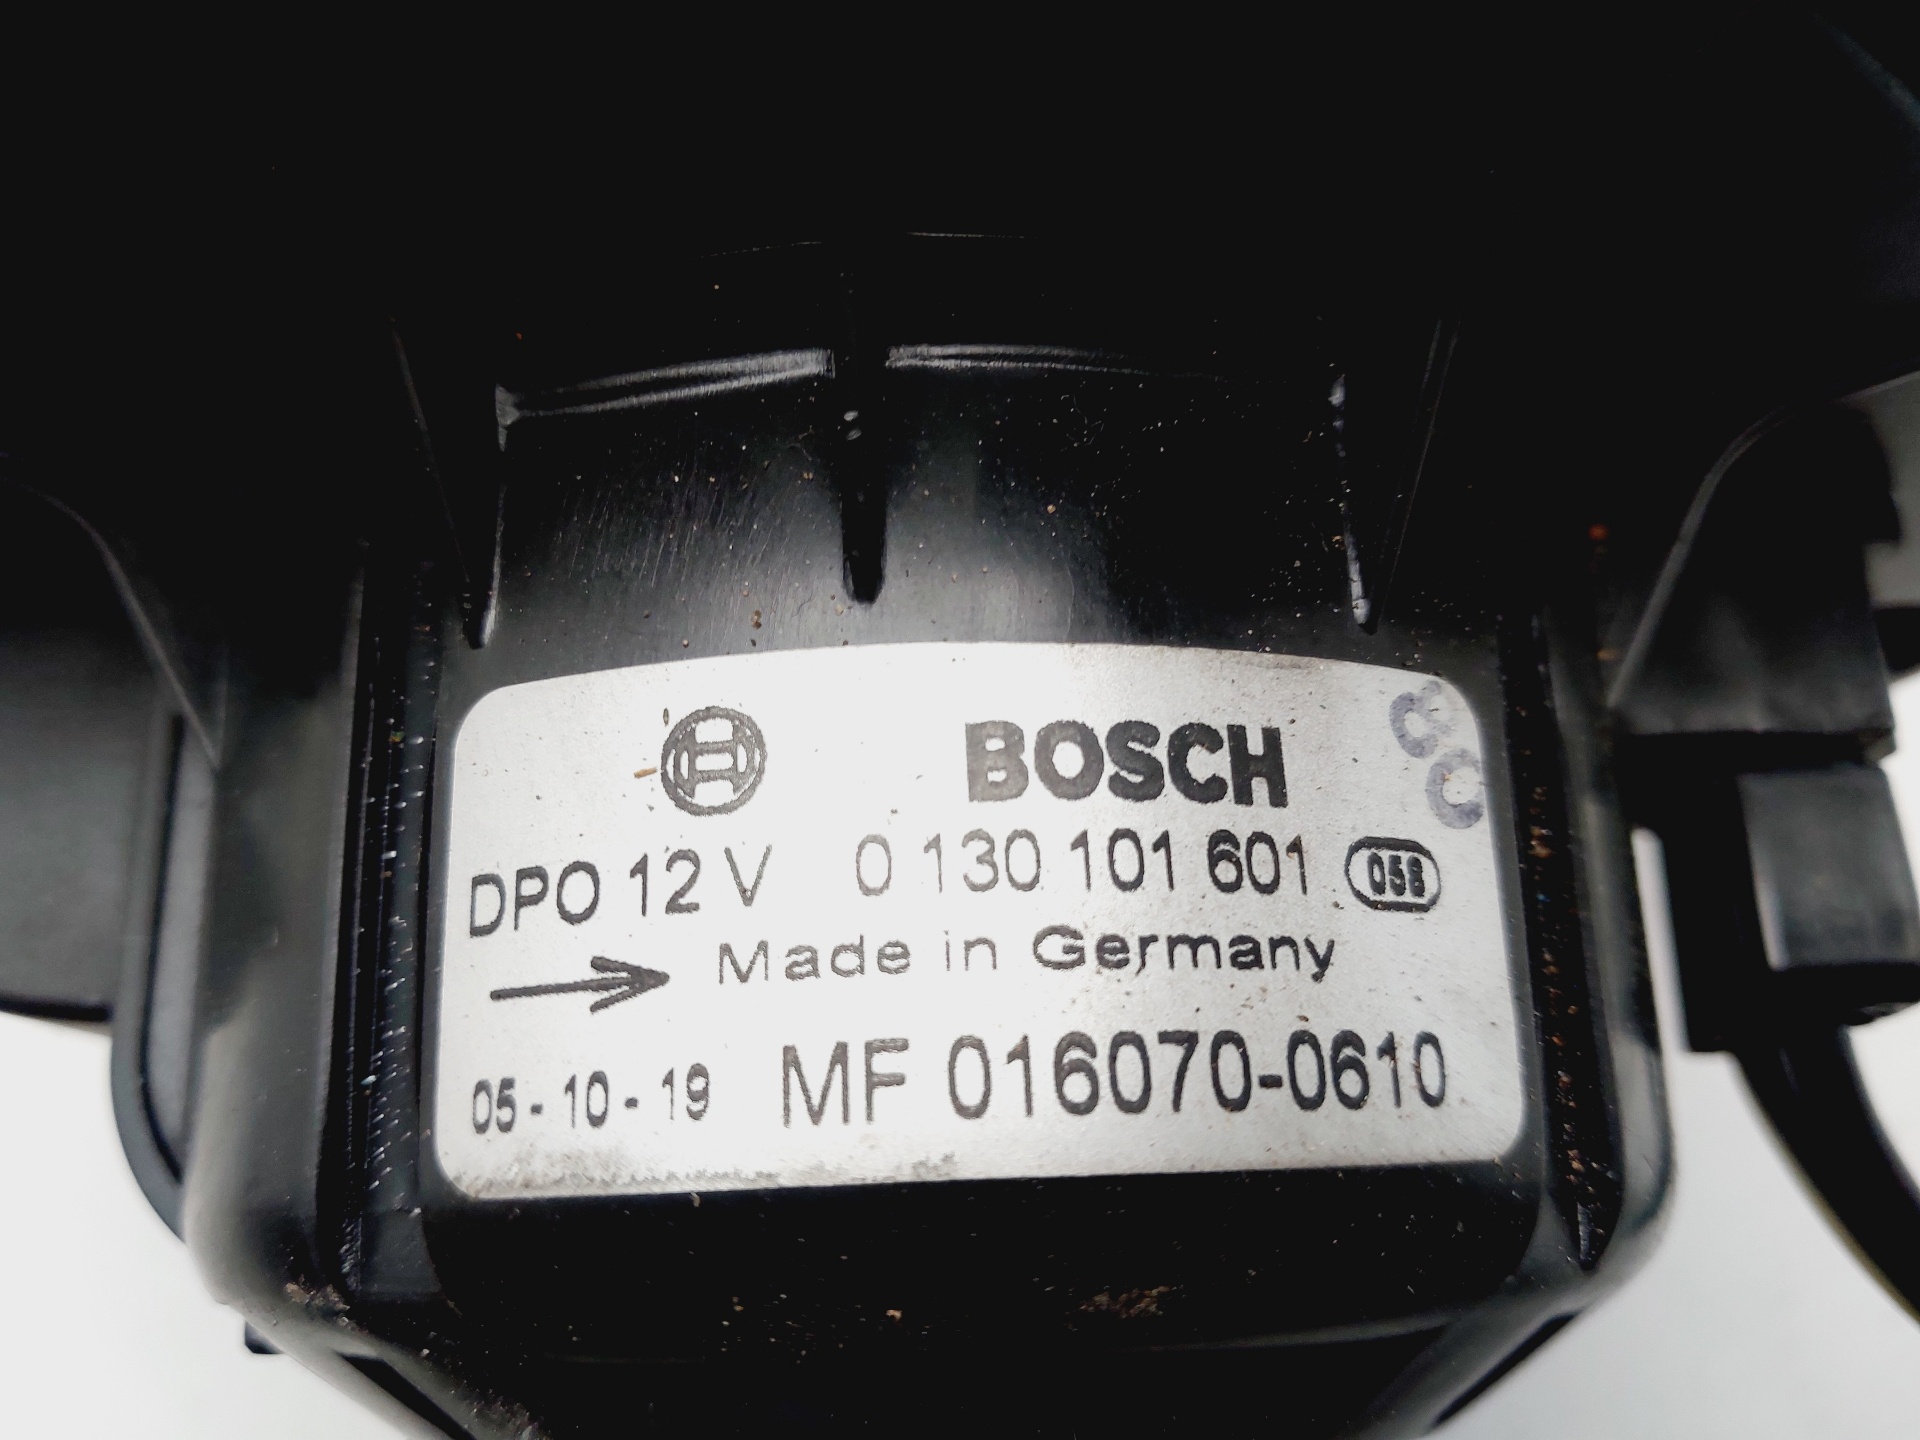 BOSCH
DPO 12 V 0 130 101 601 058
Made in Germany
05-10-19 MF 016070-0610